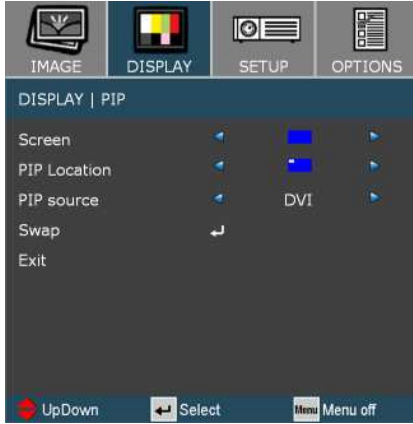 IMAGE DISPLAY SETUP OPTIONS
DISPLAY | PIP
Screen
PIP Location
PIP source DVI
Swap
Exit
UpDown Select Menu Menu off